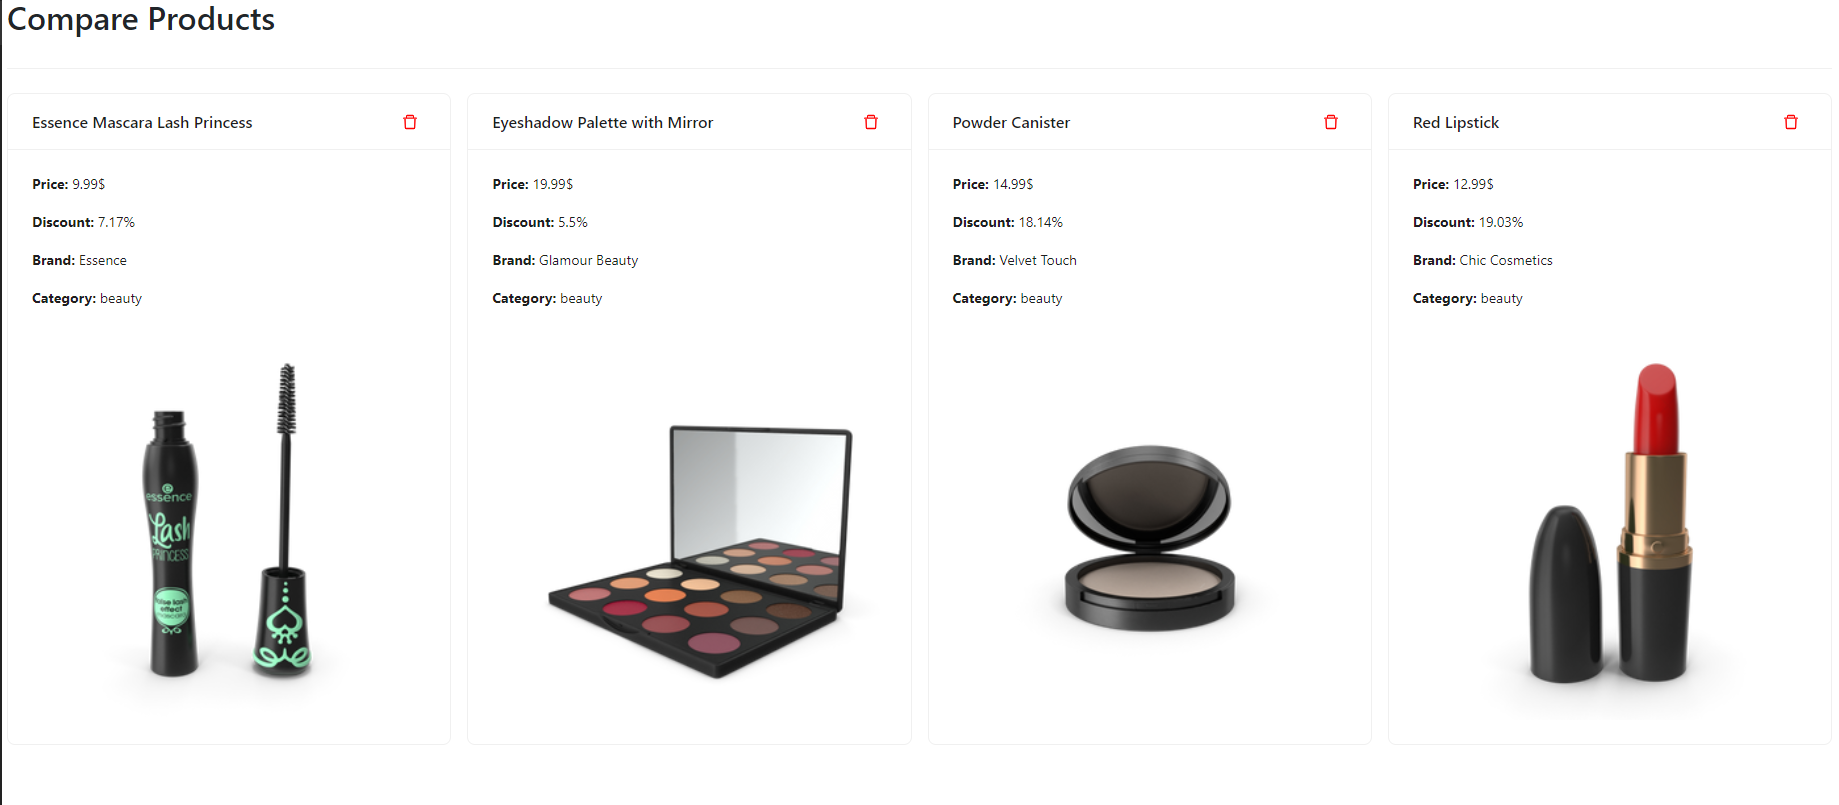 Compare Products
Essence Mascara Lash Princess
Price: 9.99$
Discount: 7.17%
Brand: Essence
Category: beauty
essence
Lash
PRINCESS
false lash
effect
mascara
Eyeshadow Palette with Mirror
Price: 19.99$
Discount: 5.5%
Brand: Glamour Beauty
Category: beauty
Powder Canister
Price: 14.99$
Discount: 18.14%
Brand: Velvet Touch
Category: beauty
Red Lipstick
Price: 12.99$
Discount: 19.03%
Brand: Chic Cosmetics
Category: beauty